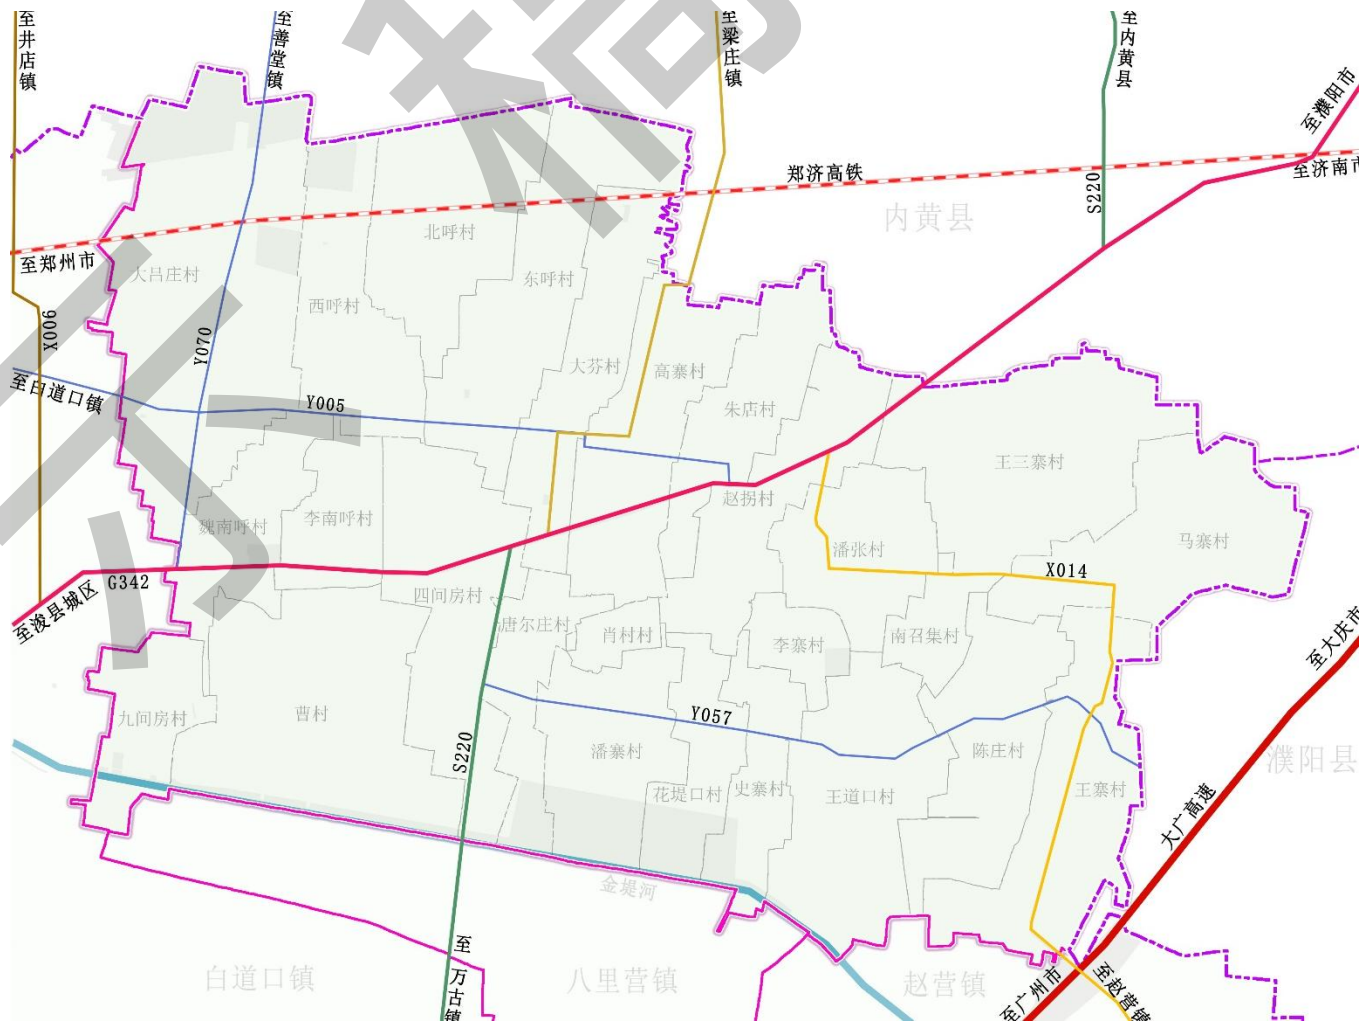 至井店镇
至善堂镇
至梁庄镇
至内黄县
至濮阳市
郑济高铁
至济南市
S220
内黄县
北呼村
至郑州市
大吕庄村
东呼村
西呼村
X006
Y070
大芬村
高寨村
至白道口镇
Y005
朱店村
王三寨村
赵拐村
魏南呼村
李南呼村
潘张村
马寨村
X014
G342
至浚县城区
四间房村
唐尔庄村
肖村村
李寨村
南召集村
至大庆市
九间房村
曹村
Y057
S220
潘寨村
陈庄村
濮阳县
花堤口村
史寨村
王道口村
王寨村
大广高速
金堤河
至万古镇
白道口镇
八里营镇
赵营镇
至广州市
至赵营镇